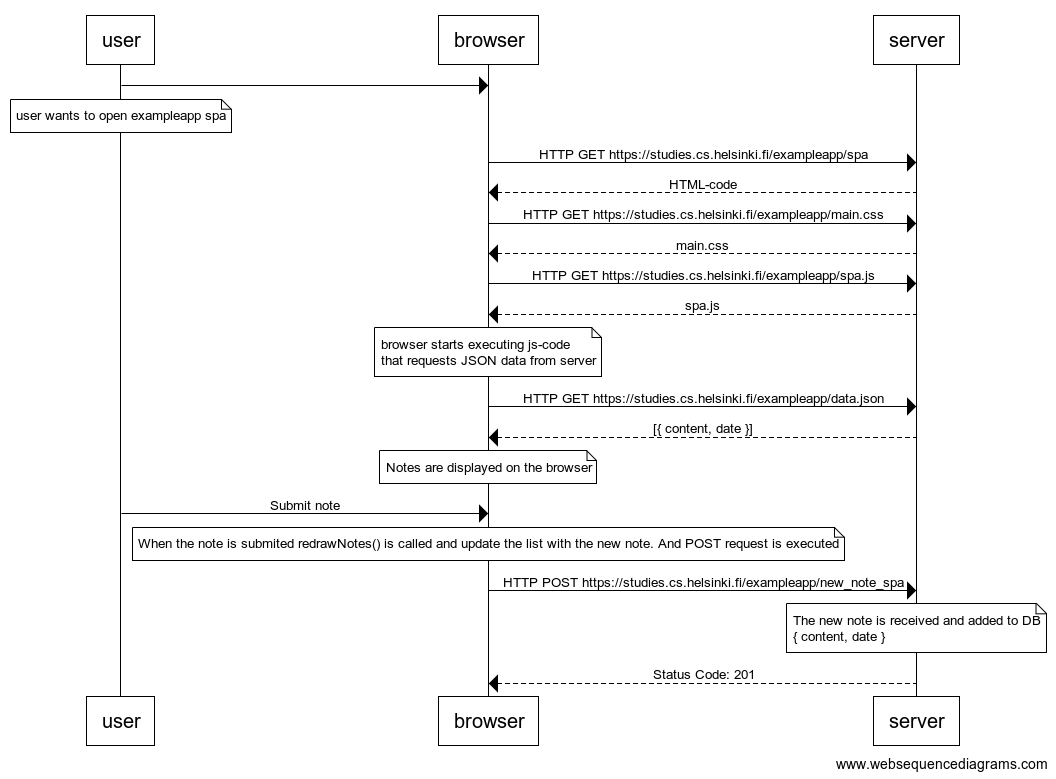 user
browser
server
user wants to open exampleapp spa
HTTP GET https://studies.cs.helsinki.fi/exampleapp/spa
HTML-code
HTTP GET https://studies.cs.helsinki.fi/exampleapp/main.css
main.css
HTTP GET https://studies.cs.helsinki.fi/exampleapp/spa.js
spa.js
browser starts executing js-code
that requests JSON data from server
HTTP GET https://studies.cs.helsinki.fi/exampleapp/data.json
[{ content, date }]
Notes are displayed on the browser
Submit note
When the note is submited redrawNotes() is called and update the list with the new note. And POST request is executed
HTTP POST https://studies.cs.helsinki.fi/exampleapp/new_note_spa
The new note is received and added to DB
{ content, date }
Status Code: 201
user
browser
server
www.websequencediagrams.com